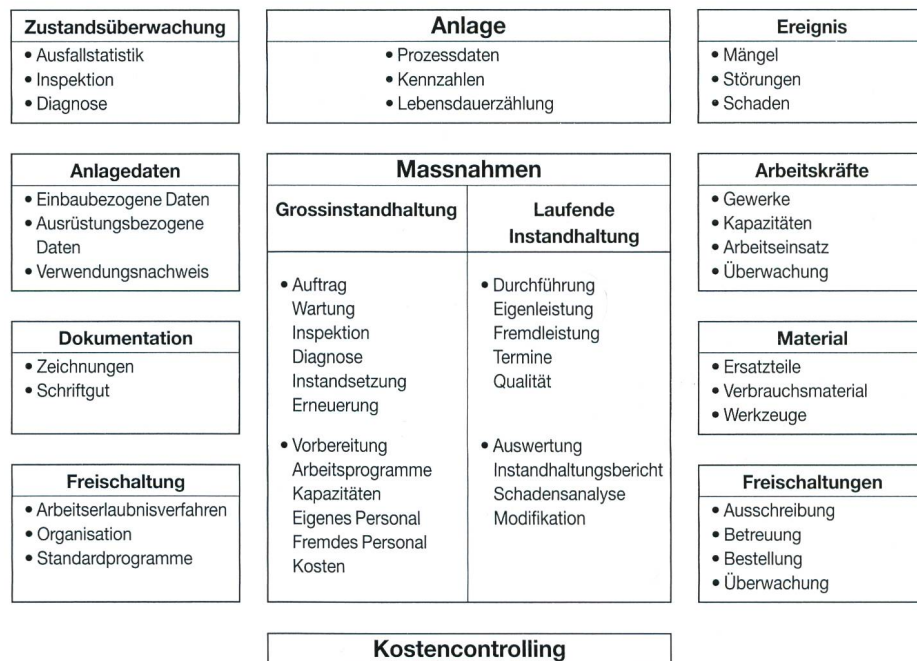 Zustandsüberwachung
• Ausfallstatistik
• Inspektion
• Diagnose
Anlage
• Prozessdaten
• Kennzahlen
• Lebensdauerzählung
Ereignis
• Mängel
• Störungen
• Schaden
Anlagedaten
• Einbaubezogene Daten
• Ausrüstungsbezogene
Daten
• Verwendungsnachweis
Dokumentation
• Zeichnungen
• Schriftgut
Freischaltung
• Arbeitserlaubnisverfahren
• Organisation
• Standardprogramme
Massnahmen
Grossinstandhaltung
• Auftrag
Wartung
Inspektion
Diagnose
Instandsetzung
Erneuerung
• Vorbereitung
Arbeitsprogramme
Kapazitäten
Eigenes Personal
Fremdes Personal
Kosten
Laufende
Instandhaltung
• Durchführung
Eigenleistung
Fremdleistung
Termine
Qualität
• Auswertung
Instandhaltungsbericht
Schadensanalyse
Modifikation
Arbeitskräfte
• Gewerke
• Kapazitäten
• Arbeitseinsatz
• Überwachung
Material
• Ersatzteile
• Verbrauchsmaterial
• Werkzeuge
Freischaltungen
• Ausschreibung
• Betreuung
• Bestellung
• Überwachung
Kostencontrolling